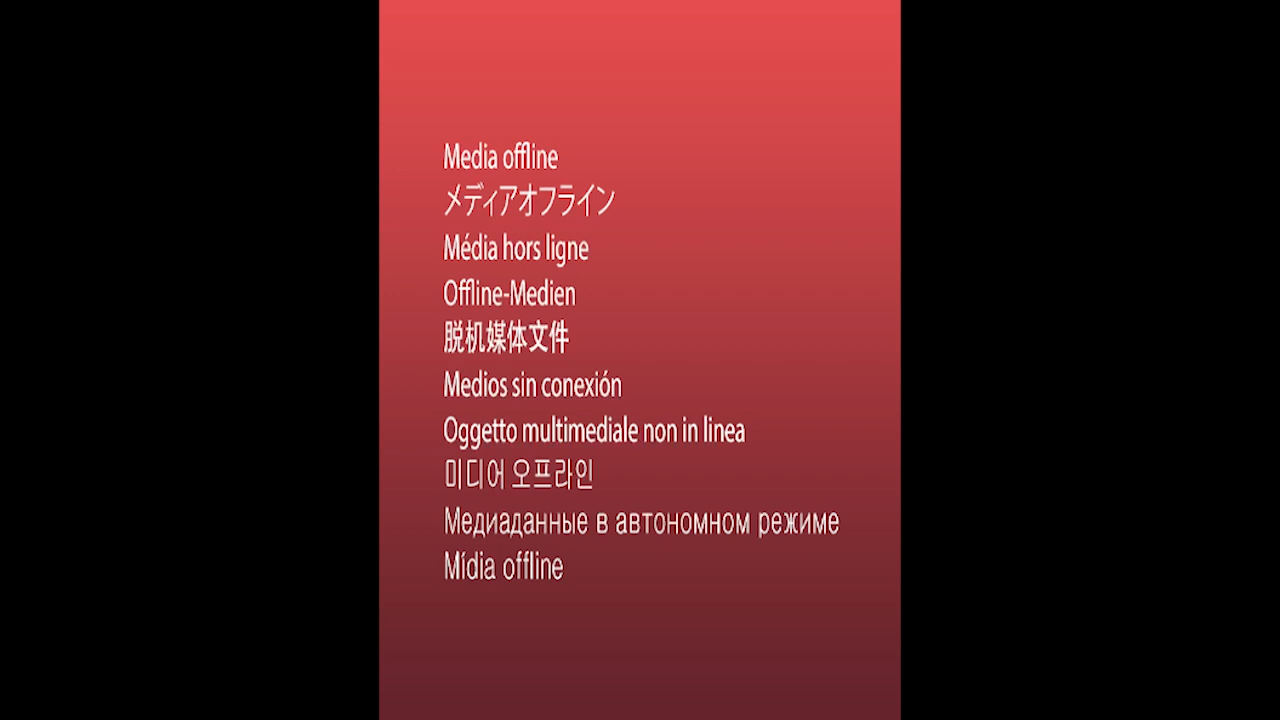 Media offline
メディアオフライン
Média hors ligne
Offline-Medien
脱机媒体文件
Medios sin conexión
Oggetto multimediale non in linea
미디어 오프라인
Медиаданные в автономном режиме
Mídia offline